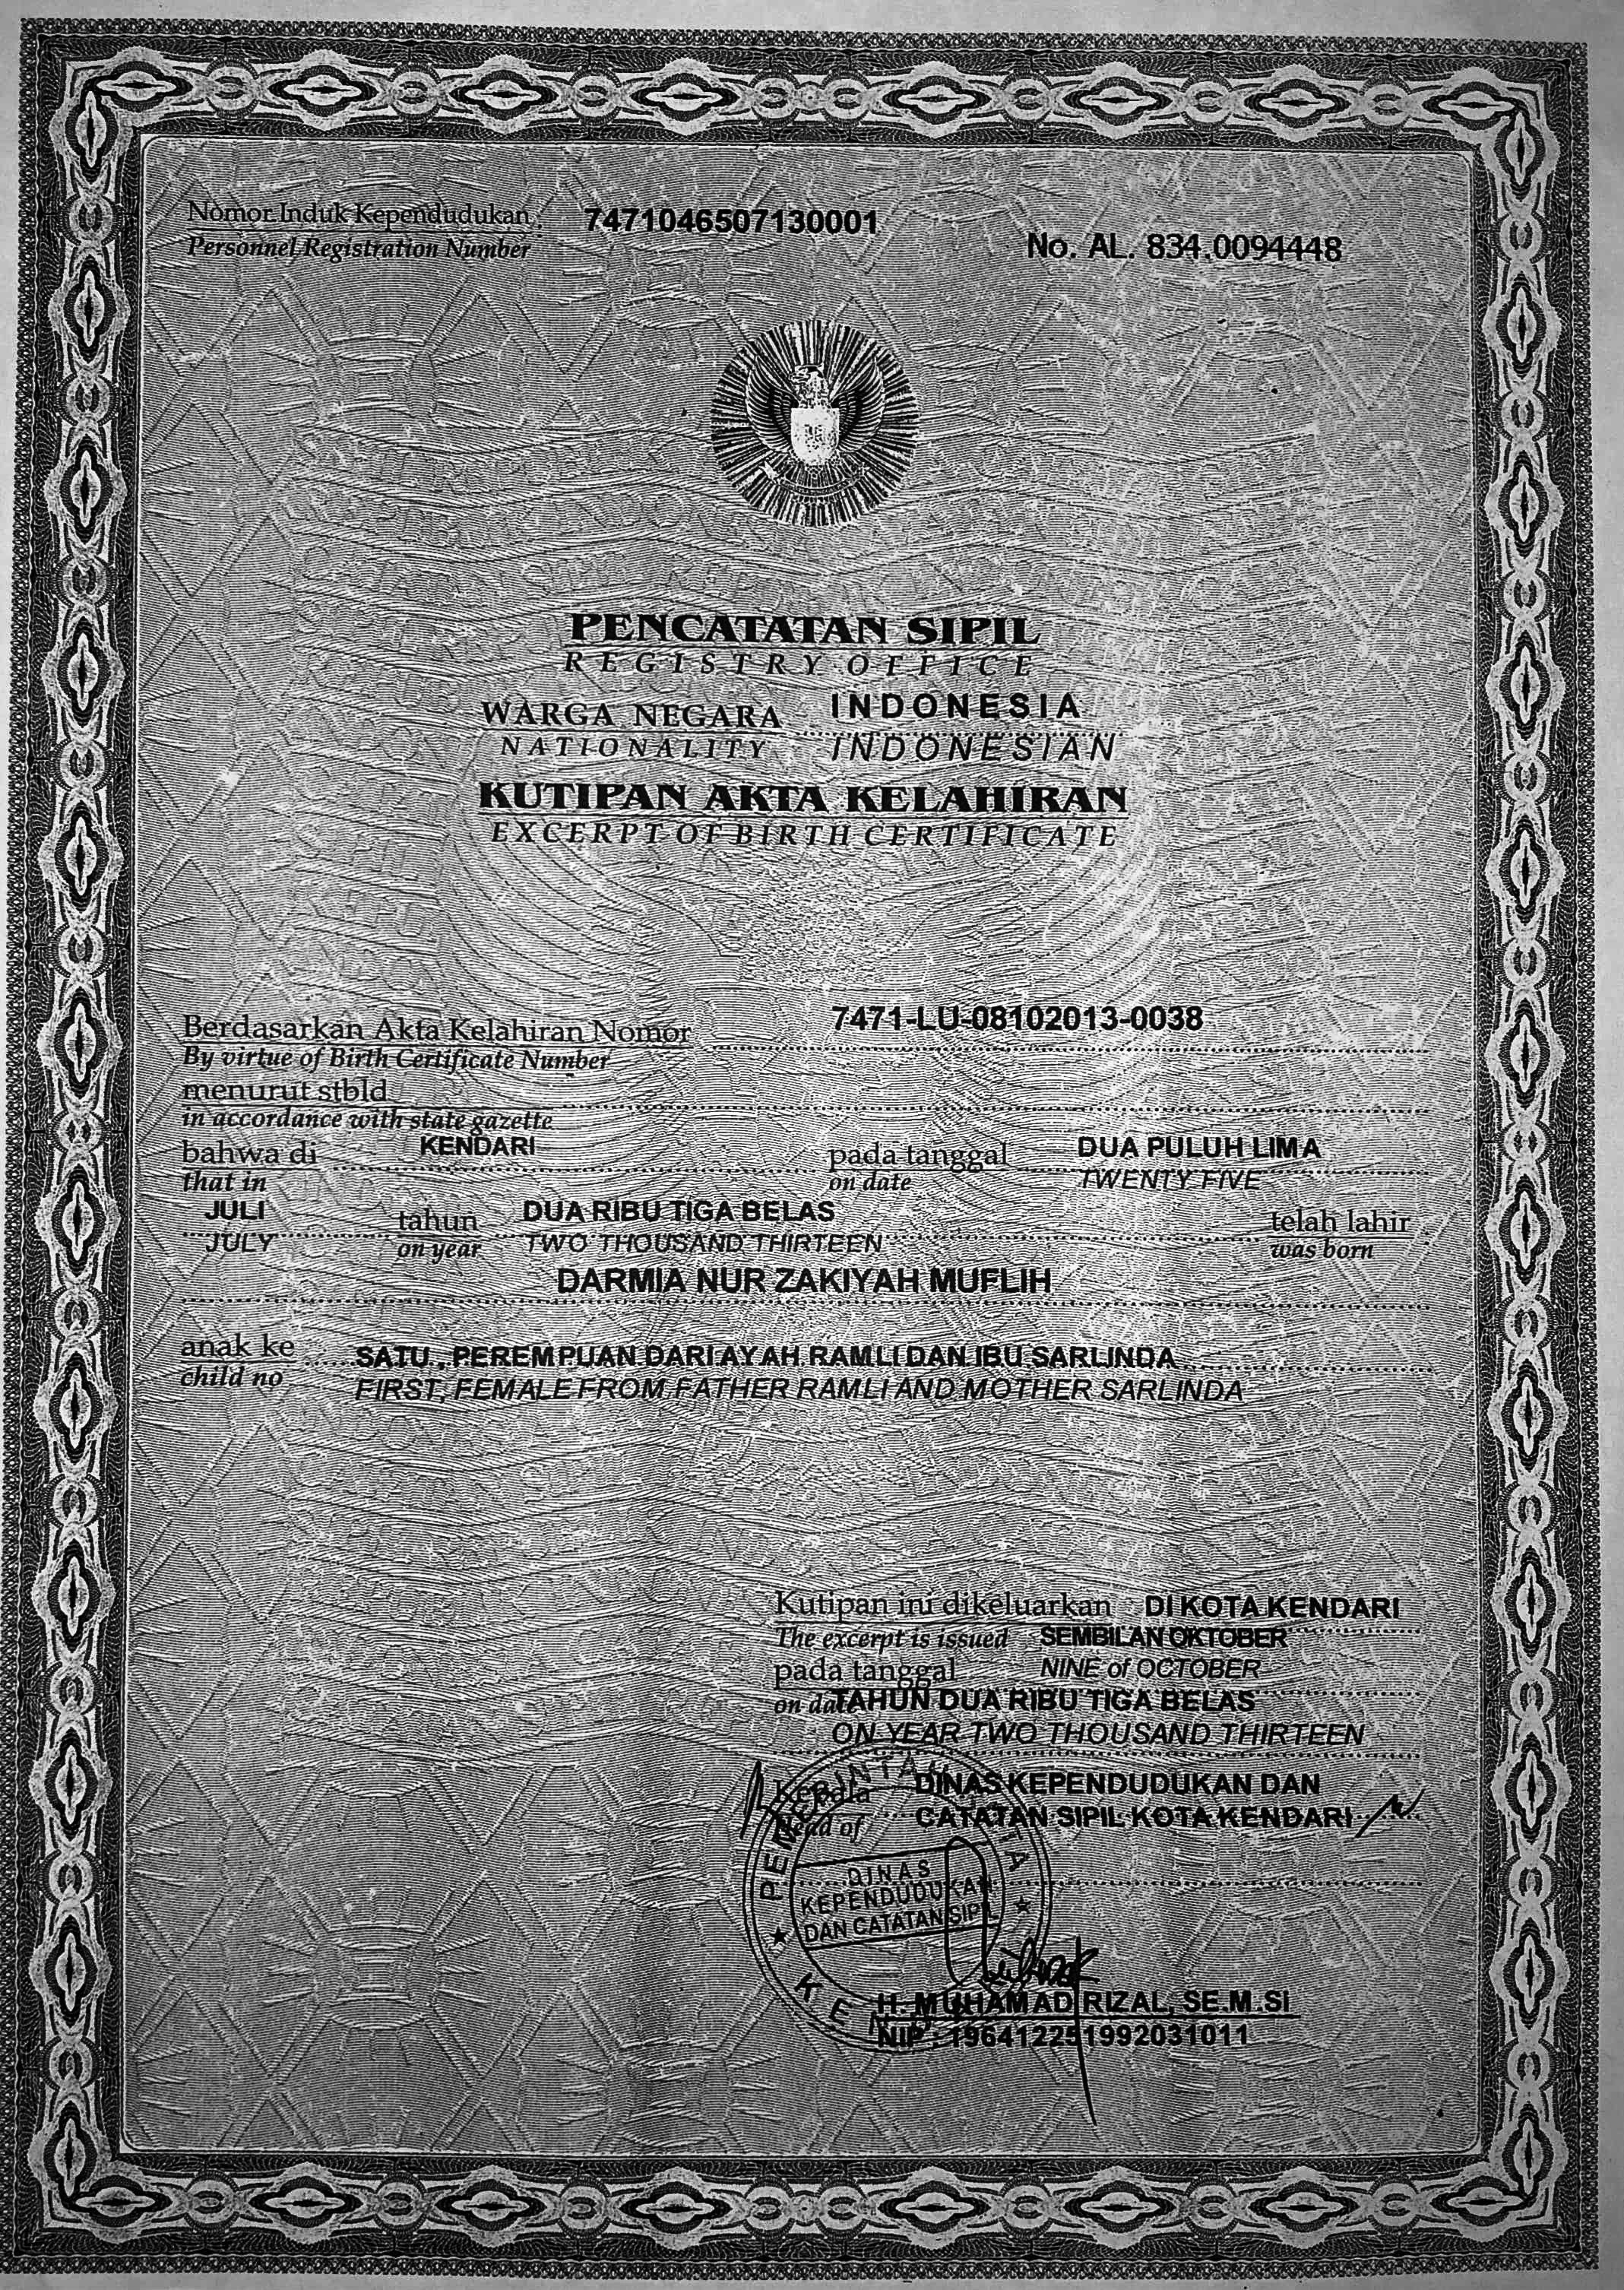 Nomor Induk Kependudukan : 7471046507130001
Personnel Registration Number
No. AL. 834.0094448
PENCATATAN SIPIL
REGISTRY OFFICE
WARGA NEGARA INDONESIA
NATIONALITY INDONESIAN
KUTIPAN AKTA KELAHIRAN
EXCERPT OF BIRTH CERTIFICATE
Berdasarkan Akta Kelahiran Nomor 7471-LU-08102013-0038
By virtue of Birth Certificate Number
menurut stbld
in accordance with state gazette
bahwa di KENDARI pada tanggal DUA PULUH LIMA
that in on date TWENTY FIVE
JULI tahun DUA RIBU TIGA BELAS telah lahir :
JULY on year TWO THOUSAND THIRTEEN was born
DARMIA NUR ZAKIYAH MUFLIH
anak ke SATU , PEREMPUAN DARI AYAH RAMLI DAN IBU SARLINDA
child no FIRST, FEMALE FROM FATHER RAMLI AND MOTHER SARLINDA
Kutipan ini dikeluarkan DI KOTA KENDARI
The excerpt is issued SEMBILAN OKTOBER
pada tanggal NINE of OCTOBER
on date TAHUN DUA RIBU TIGA BELAS
ON YEAR TWO THOUSAND THIRTEEN
Kepala DINAS KEPENDUDUKAN DAN
Head of CATATAN SIPIL KOTA KENDARI
DINAS
KEPENDUDUKAN
DAN CATATAN SIPIL
H. MUHAMAD RIZAL, SE.M.SI
NIP : 196412251992031011